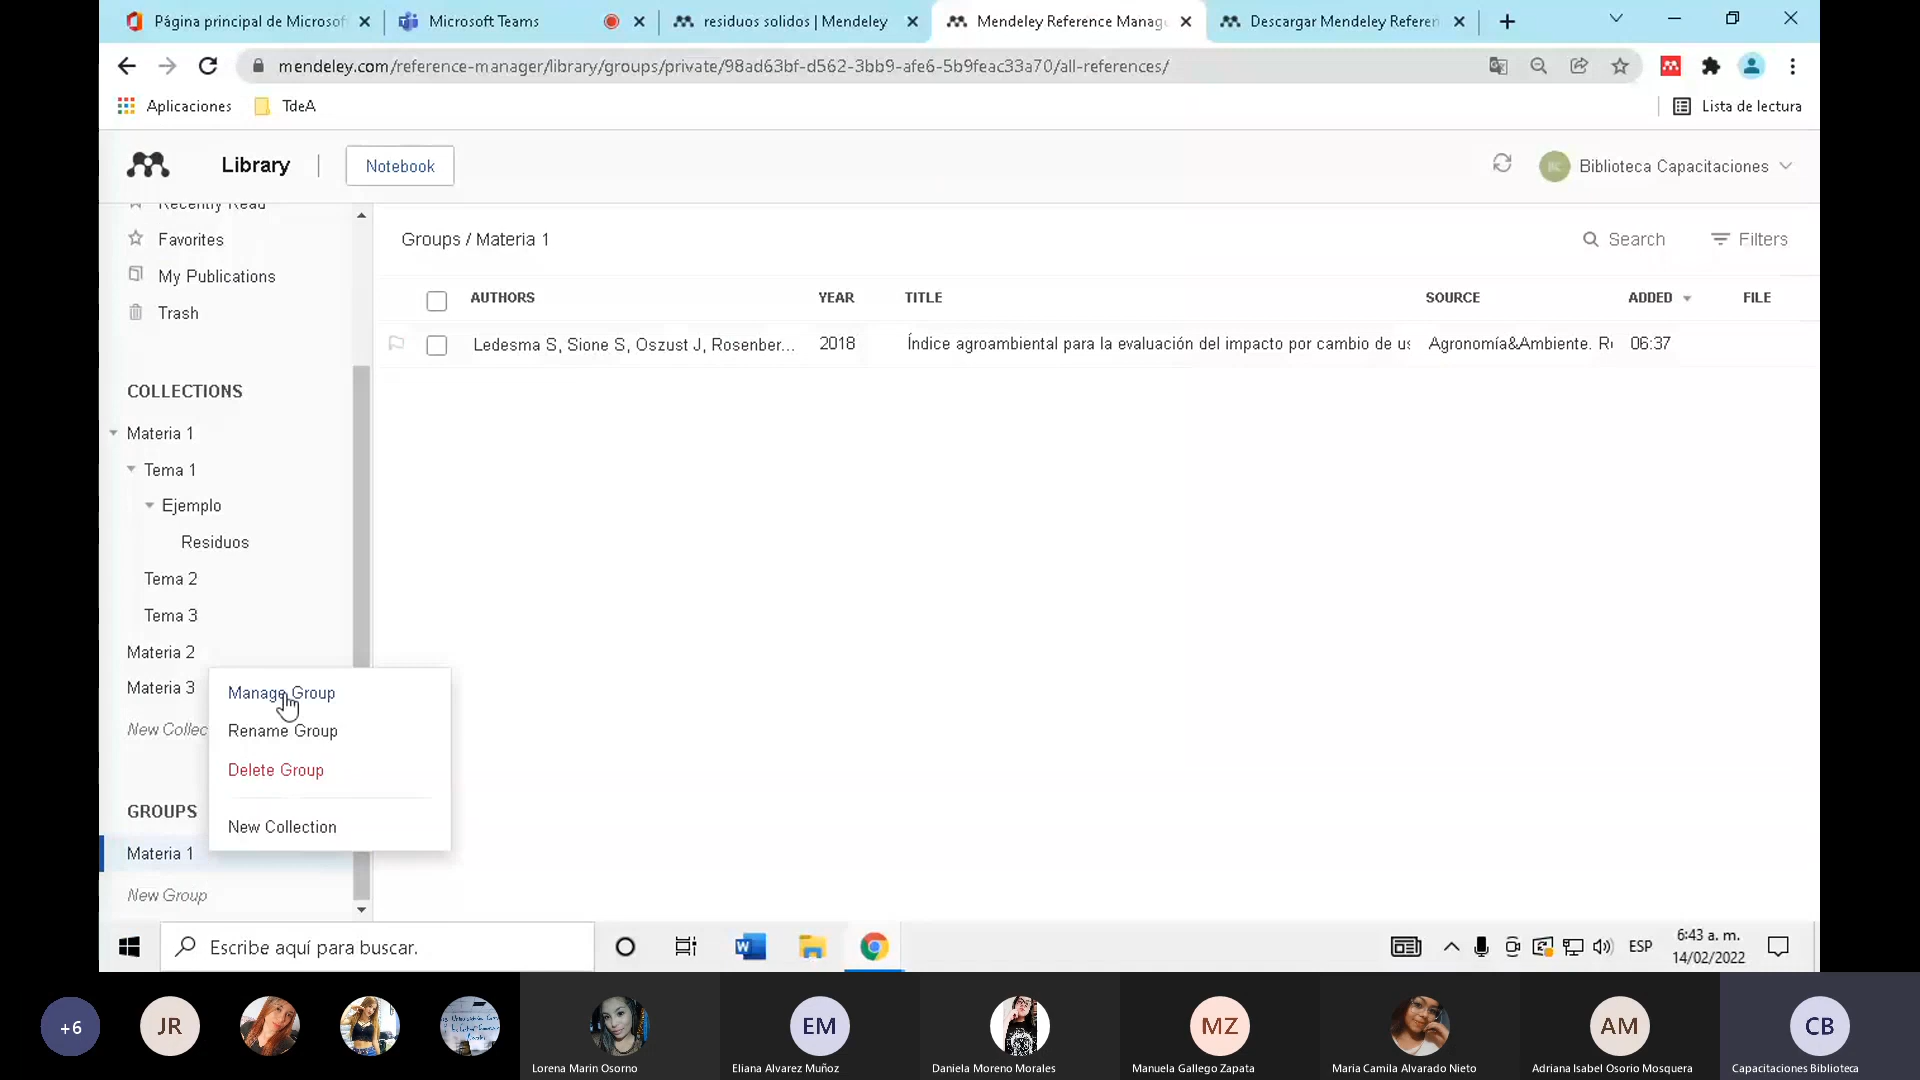 Página principal de Microsof
Microsoft Teams
residuos solidos | Mendeley
Mendeley Reference Manag
Descargar Mendeley Referen
mendeley.com/reference-manager/library/groups/private/98ad63bf-d562-3bb9-afe6-5b9feac33a70/all-references/
Aplicaciones
TdeA
Lista de lectura
Library
Notebook
Biblioteca Capacitaciones
Recently Read
Favorites
My Publications
Trash
Groups / Materia 1
Search
Filters
AUTHORS YEAR TITLE SOURCE ADDED FILE
Ledesma S, Sione S, Oszust J, Rosenber... 2018 Índice agroambiental para la evaluación del impacto por cambio de us Agronomía&Ambiente. R 06:37
COLLECTIONS
Materia 1
Tema 1
Ejemplo
Residuos
Tema 2
Tema 3
Materia 2
Materia 3
New Collec
Manage Group
Rename Group
Delete Group
New Collection
GROUPS
Materia 1
New Group
Escribe aquí para buscar.
ESP
6:43 a. m.
14/02/2022
+6
JR
EM
MZ
AM
CB
Lorena Marin Osorno
Eliana Alvarez Muñoz
Daniela Moreno Morales
Manuela Gallego Zapata
Maria Camila Alvarado Nieto
Adriana Isabel Osorio Mosquera
Capacitaciones Biblioteca